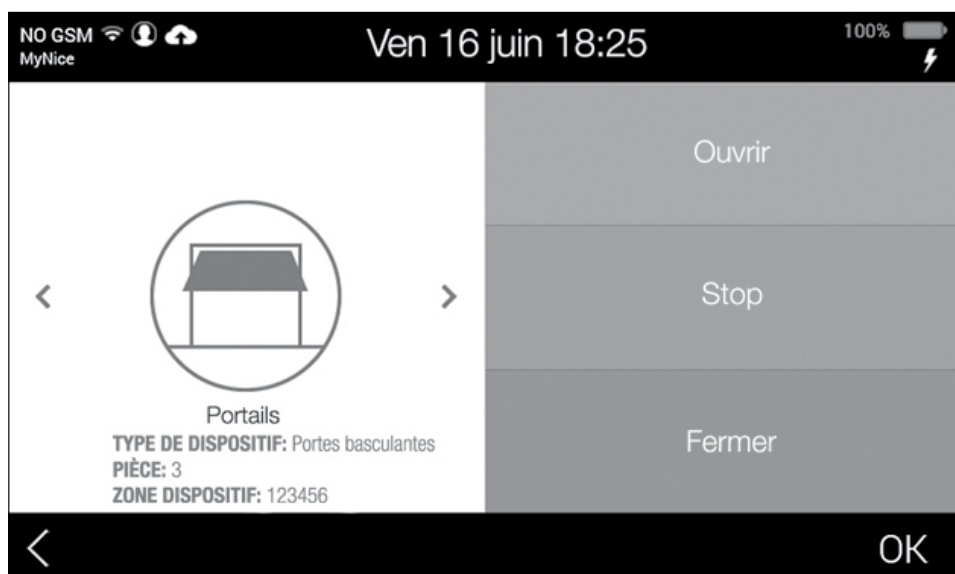 NO GSM
MyNice
Ven 16 juin 18:25
100%
Portails
TYPE DE DISPOSITIF: Portes basculantes
PIÈCE: 3
ZONE DISPOSITIF: 123456
Ouvrir
Stop
Fermer
OK